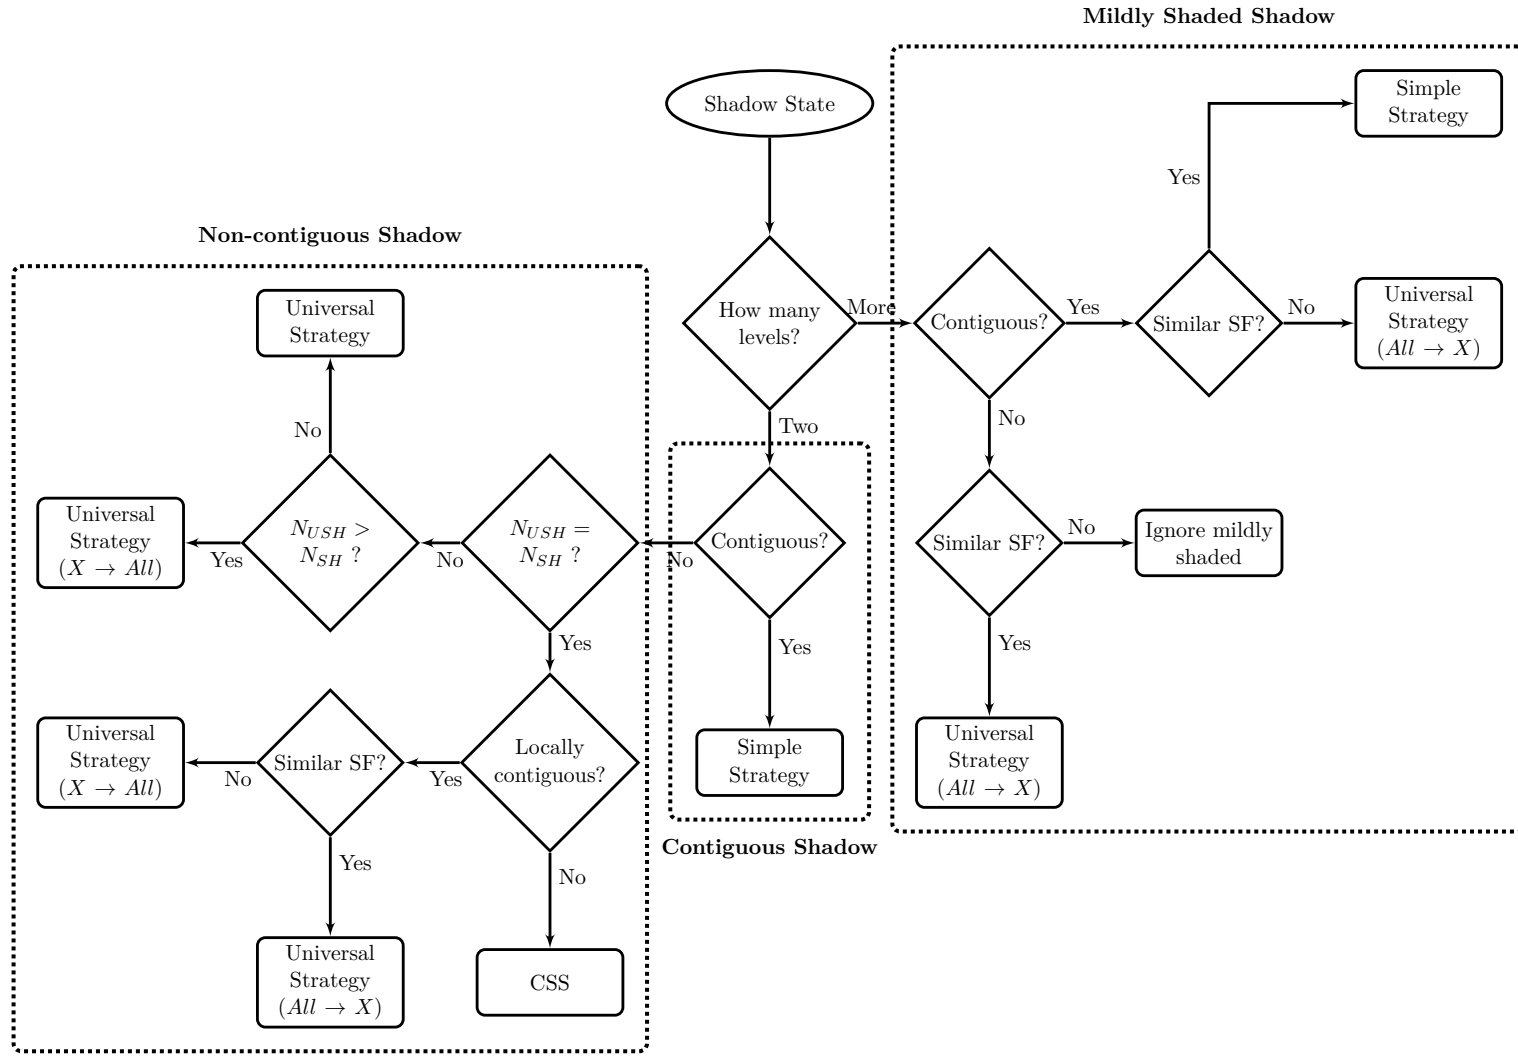 Mildly Shaded Shadow
Shadow State
Simple
Strategy
Yes
Non-contiguous Shadow
How many
levels?
More
Contiguous?
Yes
Similar SF?
No
Universal
Strategy
(All → X)
Universal
Strategy
No
Two
No
Universal
Strategy
(X → All)
Yes
N_USH >
N_SH ?
No
N_USH =
N_SH ?
No
Contiguous?
Similar SF?
No
Ignore mildly
shaded
Yes
Yes
Yes
Universal
Strategy
(X → All)
No
Similar SF?
Yes
Locally
contiguous?
Simple
Strategy
Universal
Strategy
(All → X)
Contiguous Shadow
Yes
No
Universal
Strategy
(All → X)
CSS